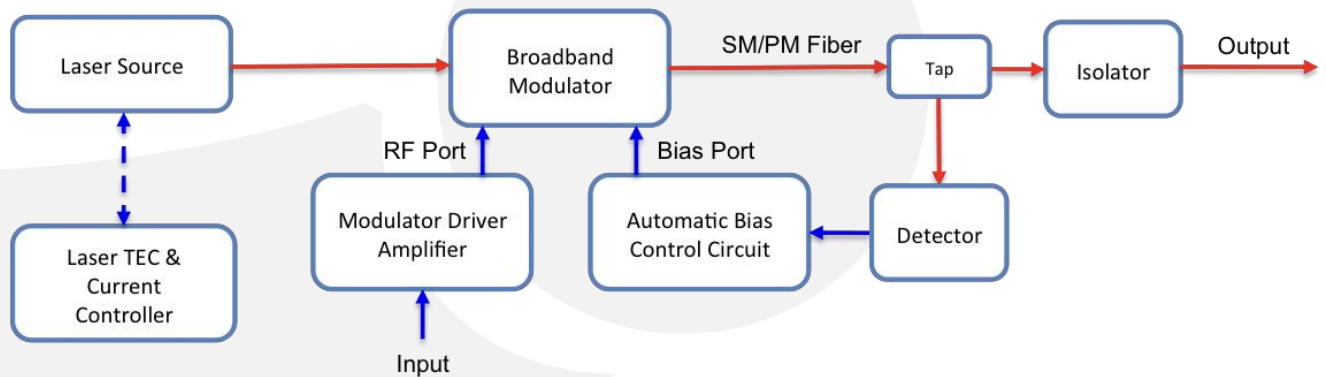 Laser Source
Broadband
Modulator
SM/PM Fiber
Tap
Isolator
Output
RF Port
Bias Port
Laser TEC &
Current
Controller
Modulator Driver
Amplifier
Automatic Bias
Control Circuit
Detector
Input